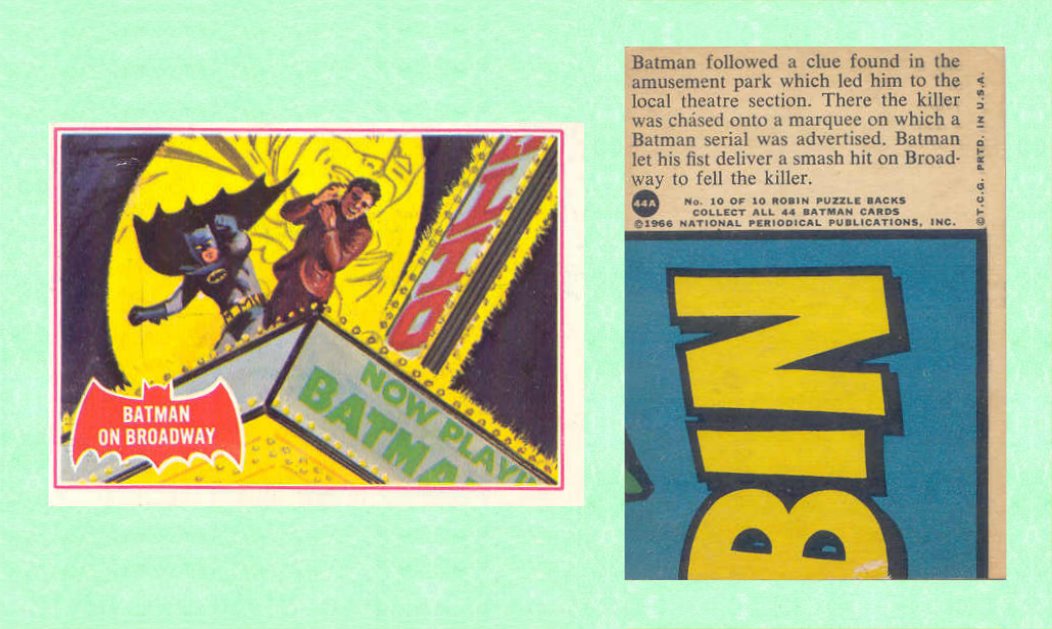 BATMAN
ON BROADWAY
NOW PLAYI
BATMA
Batman followed a clue found in the
amusement park which led him to the
local theatre section. There the killer
was chased onto a marquee on which a
Batman serial was advertised. Batman
let his fist deliver a smash hit on Broad-
way to fell the killer.
44A
No. 10 OF 10 ROBIN PUZZLE BACKS
COLLECT ALL 44 BATMAN CARDS
©1966 NATIONAL PERIODICAL PUBLICATIONS, INC.
©T.C.G. PRTD. IN U.S.A.
BIN